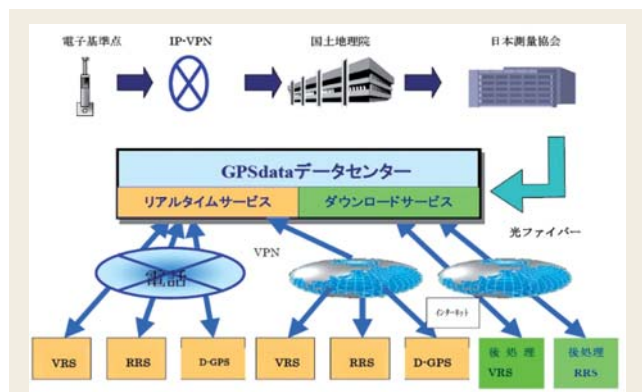 電子基準点
IP-VPN
国土地理院
日本測量協会
GPSdataデータセンター
リアルタイムサービス
ダウンロードサービス
光ファイバー
電話
VPN
インターネット
VRS
RRS
D-GPS
VRS
RRS
D-GPS
後処理
VRS
後処理
RRS